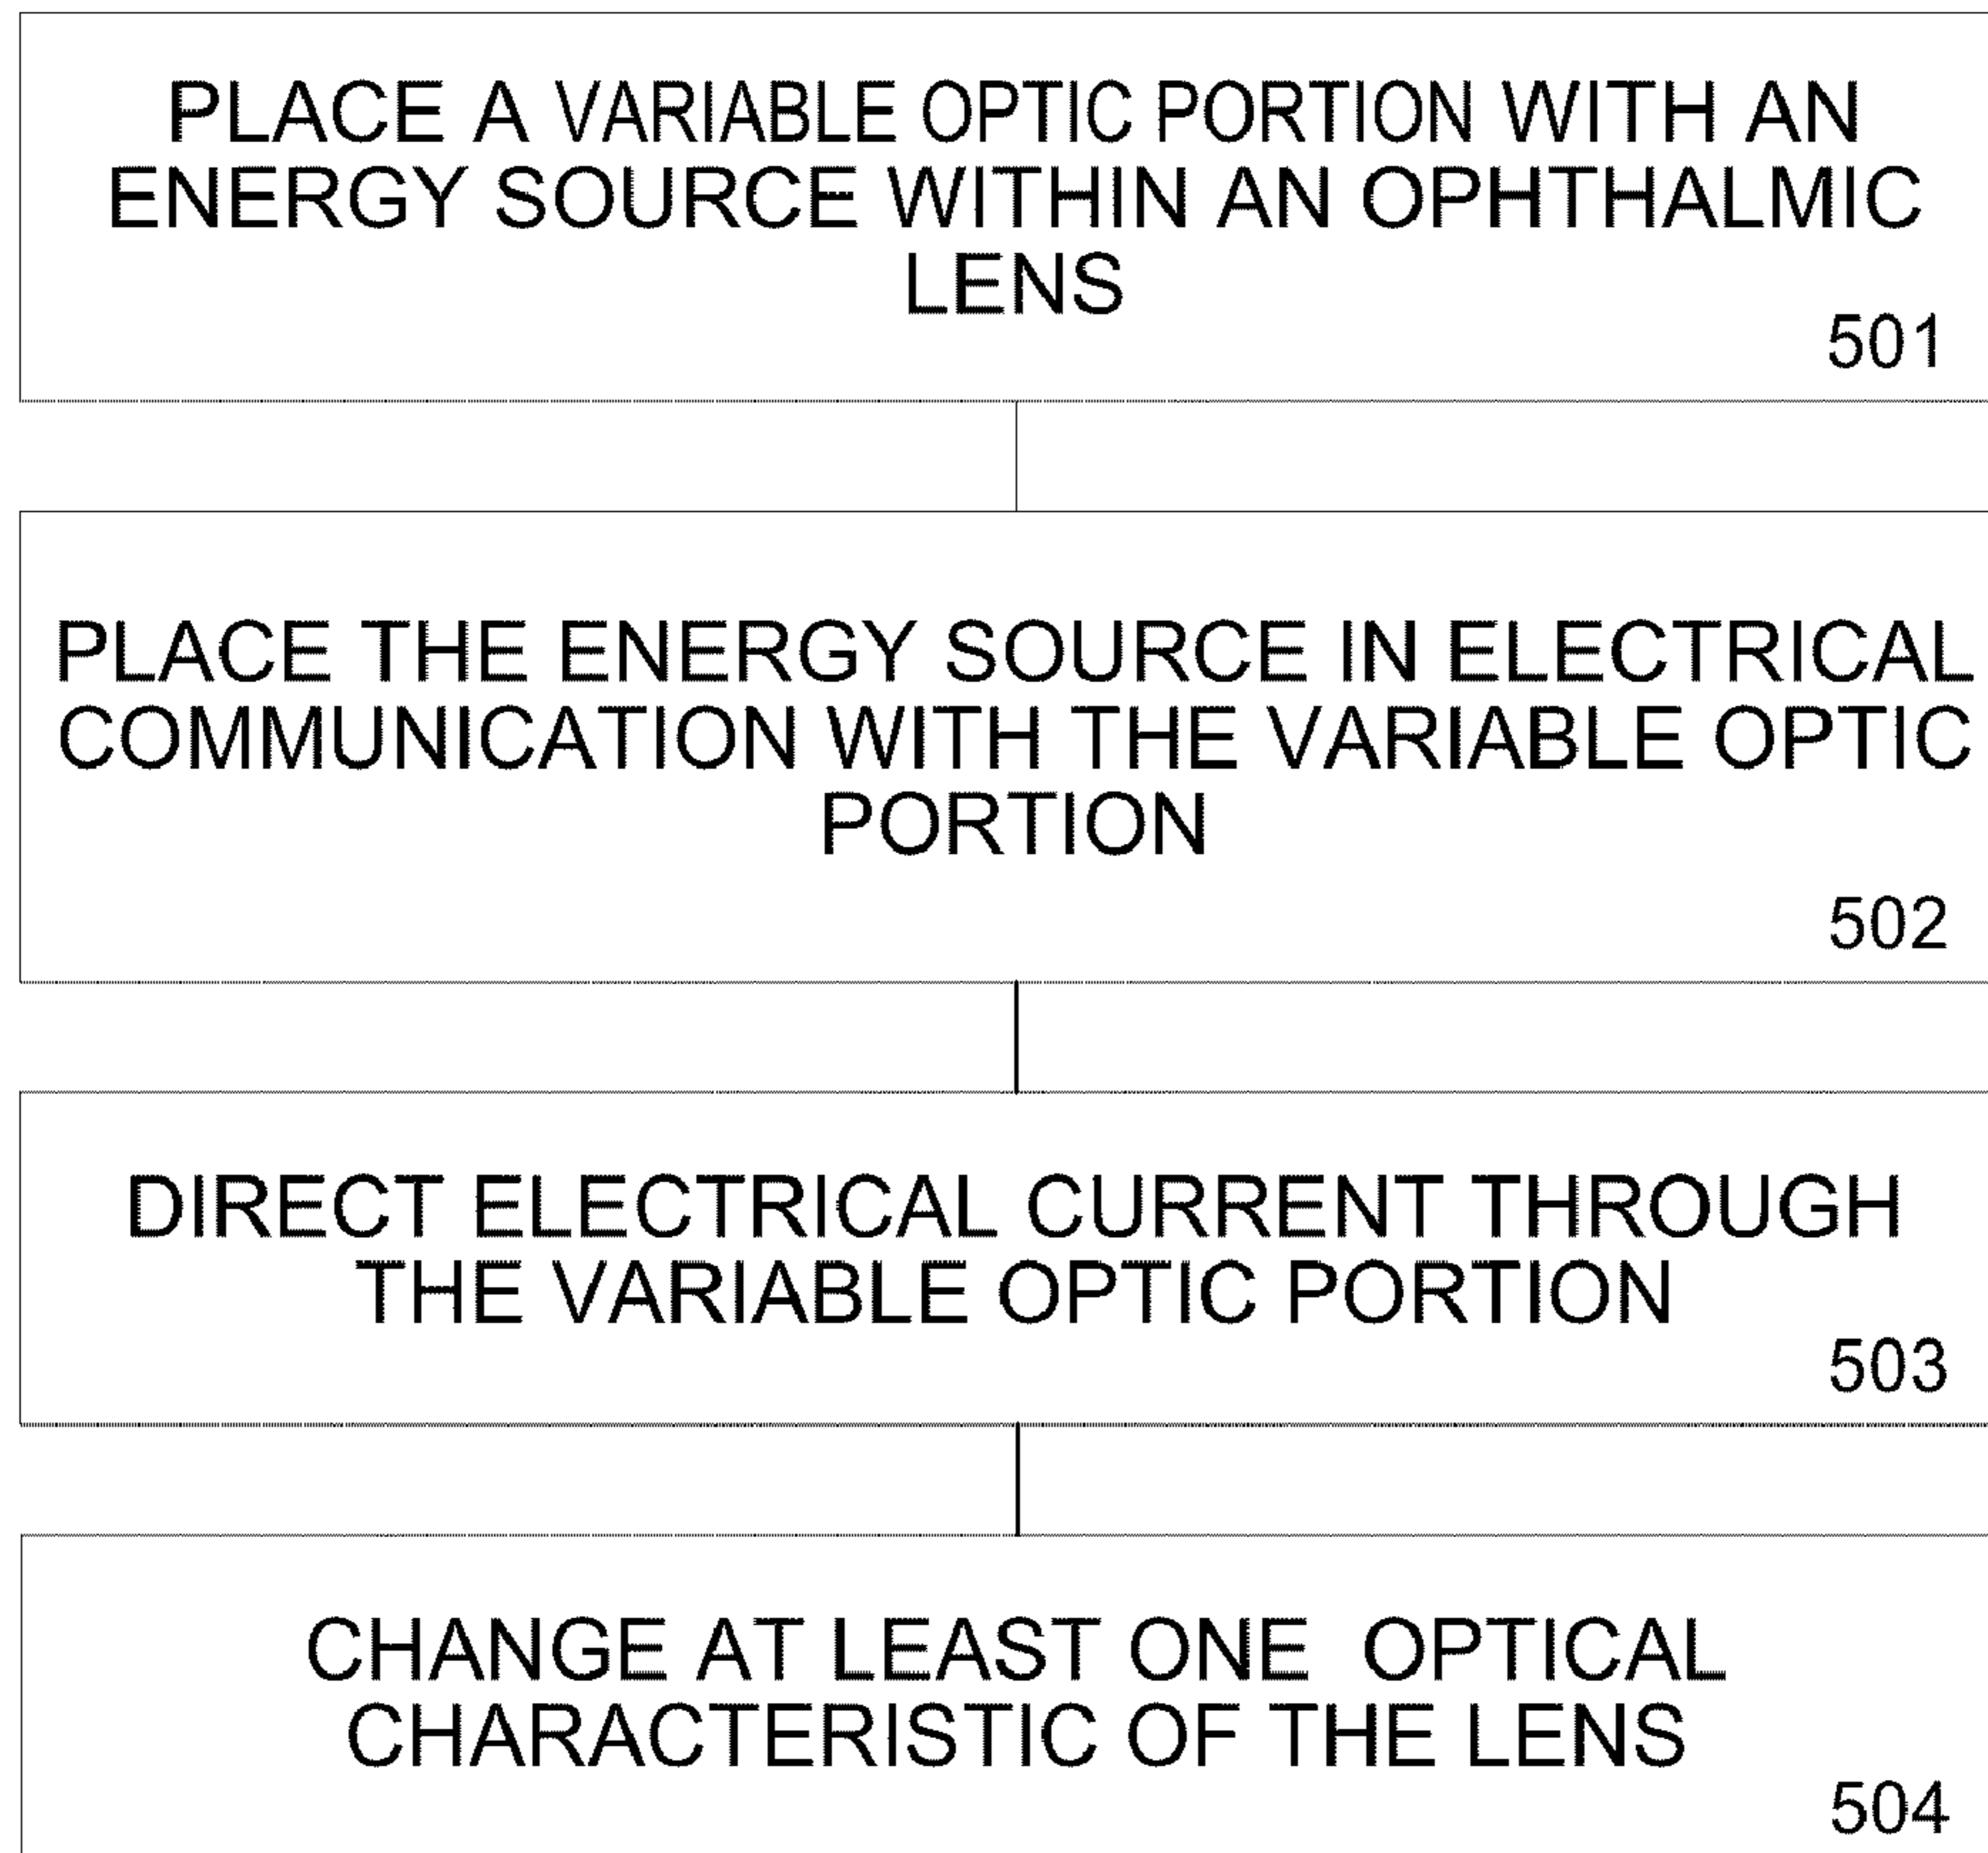 PLACE A VARIABLE OPTIC PORTION WITH AN
ENERGY SOURCE WITHIN AN OPHTHALMIC
LENS
501
PLACE THE ENERGY SOURCE IN ELECTRICAL
COMMUNICATION WITH THE VARIABLE OPTIC
PORTION
502
DIRECT ELECTRICAL CURRENT THROUGH
THE VARIABLE OPTIC PORTION
503
CHANGE AT LEAST ONE OPTICAL
CHARACTERISTIC OF THE LENS
504